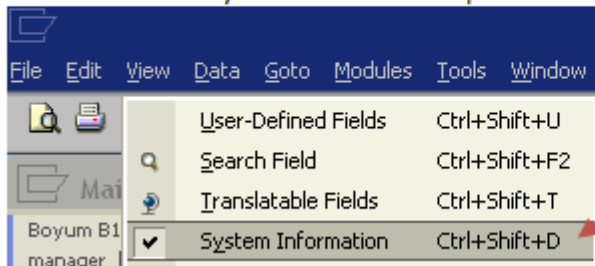 File Edit View Data Goto Modules Tools Window
User-Defined Fields Ctrl+Shift+U
Search Field Ctrl+Shift+F2
Translatable Fields Ctrl+Shift+T
System Information Ctrl+Shift+D
Mai
Boyum B1
manager